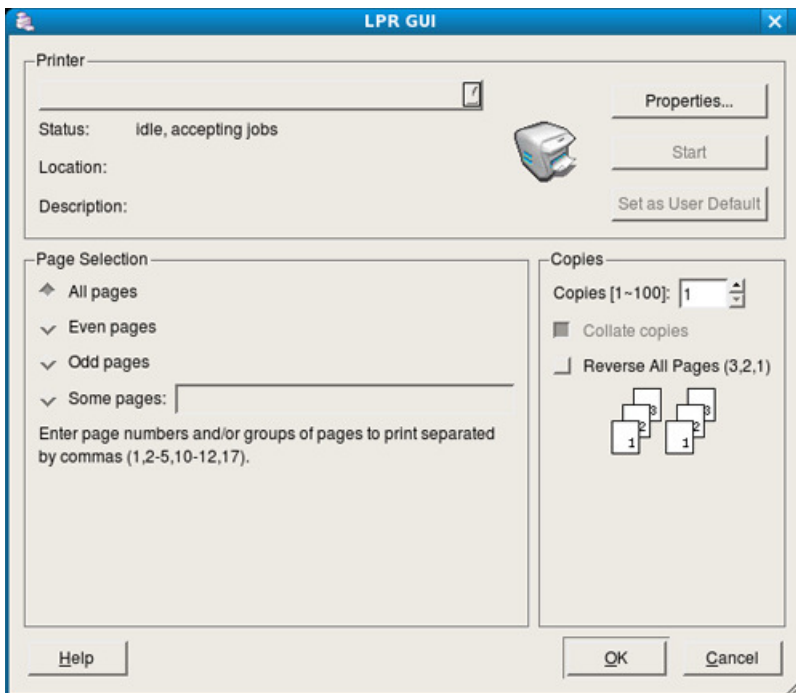 LPR GUI
Printer
Properties...
Status: idle, accepting jobs
Start
Location:
Set as User Default
Description:
Page Selection
All pages
Even pages
Odd pages
Some pages:
Enter page numbers and/or groups of pages to print separated
by commas (1,2-5,10-12,17).
Copies
Copies [1~100]: 1
Collate copies
Reverse All Pages (3,2,1)
3 3
2 2
1 1
Help
OK
Cancel